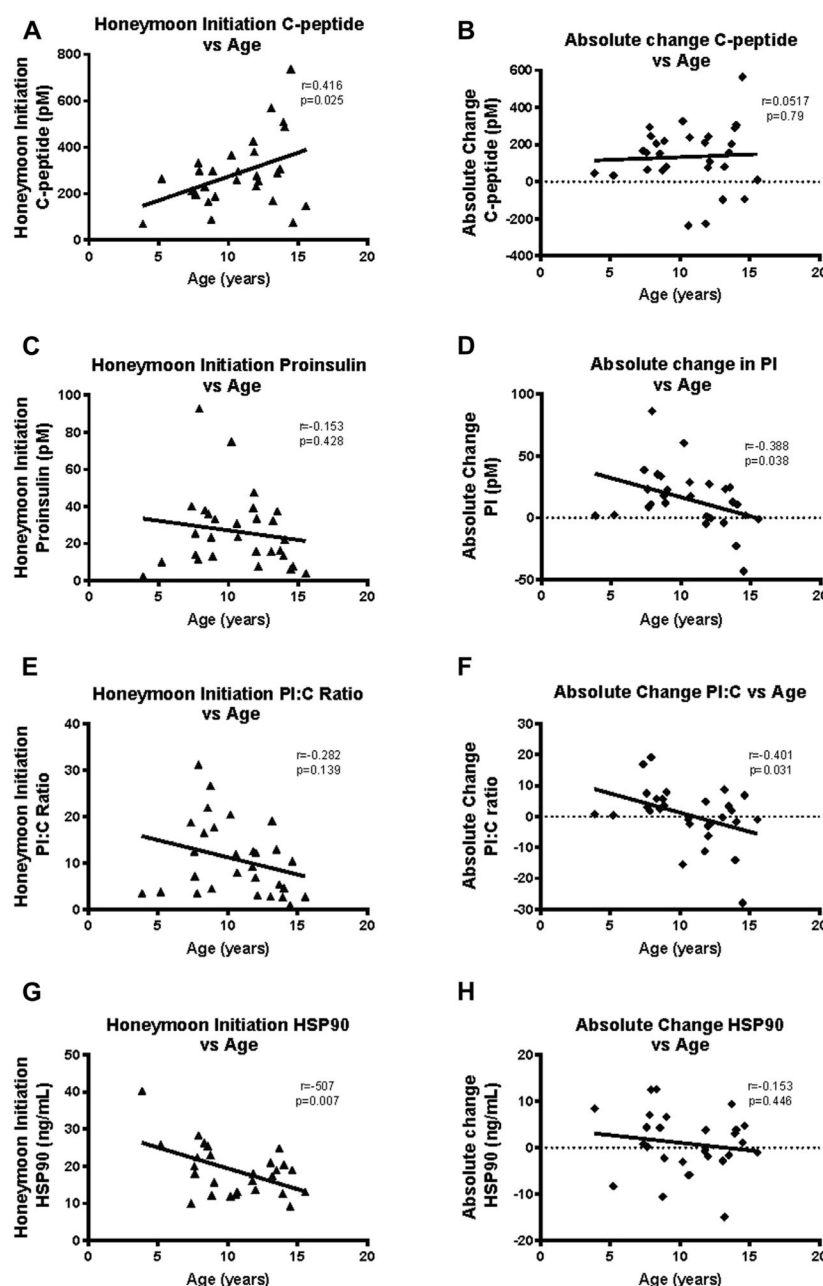 A
Honeymoon Initiation C-peptide
vs Age
Honeymoon Initiation
C-peptide (pM)
800
600
400
200
0
r=0.416
p=0.025
0
5
10
15
20
Age (years)
B
Absolute change C-peptide
vs Age
Absolute Change
C-peptide (pM)
600
400
200
0
-200
-400
r=0.0517
p=0.79
0
5
10
15
20
Age (years)
C
Honeymoon Initiation Proinsulin
vs Age
Honeymoon Initiation
Proinsulin (pM)
100
80
60
40
20
0
r=-0.153
p=0.428
0
5
10
15
20
Age (years)
D
Absolute change in PI
vs Age
Absolute Change
PI (pM)
100
50
0
-50
r=-0.388
p=0.038
0
5
10
15
20
Age (years)
E
Honeymoon Initiation PI:C Ratio
vs Age
Honeymoon Initiation
PI:C Ratio
40
30
20
10
0
r=-0.282
p=0.139
0
5
10
15
20
Age (years)
F
Absolute Change PI:C vs Age
Absolute Change
PI:C ratio
30
20
10
0
-10
-20
-30
r=-0.401
p=0.031
0
5
10
15
20
Age (years)
G
Honeymoon Initiation HSP90
vs Age
Honeymoon Initiation
HSP90 (ng/mL)
50
40
30
20
10
0
r=-507
p=0.007
0
5
10
15
20
Age (years)
H
Absolute Change HSP90
vs Age
Absolute change
HSP90 (ng/mL)
20
10
0
-10
-20
r=-0.153
p=0.446
0
5
10
15
20
Age (years)